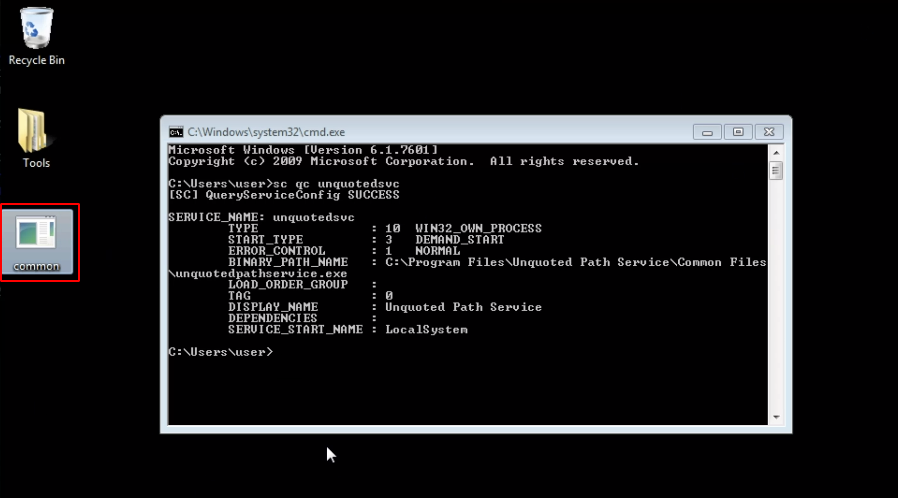 Recycle Bin
Tools
common
C:\Windows\system32\cmd.exe
Microsoft Windows [Version 6.1.7601]
Copyright (c) 2009 Microsoft Corporation.  All rights reserved.
C:\Users\user>sc qc unquotedsvc
[SC] QueryServiceConfig SUCCESS
SERVICE_NAME: unquotedsvc
TYPE : 10 WIN32_OWN_PROCESS
START_TYPE : 3 DEMAND_START
ERROR_CONTROL : 1 NORMAL
BINARY_PATH_NAME : C:\Program Files\Unquoted Path Service\Common Files
\unquotedpathservice.exe
LOAD_ORDER_GROUP :
TAG : 0
DISPLAY_NAME : Unquoted Path Service
DEPENDENCIES :
SERVICE_START_NAME : LocalSystem
C:\Users\user>